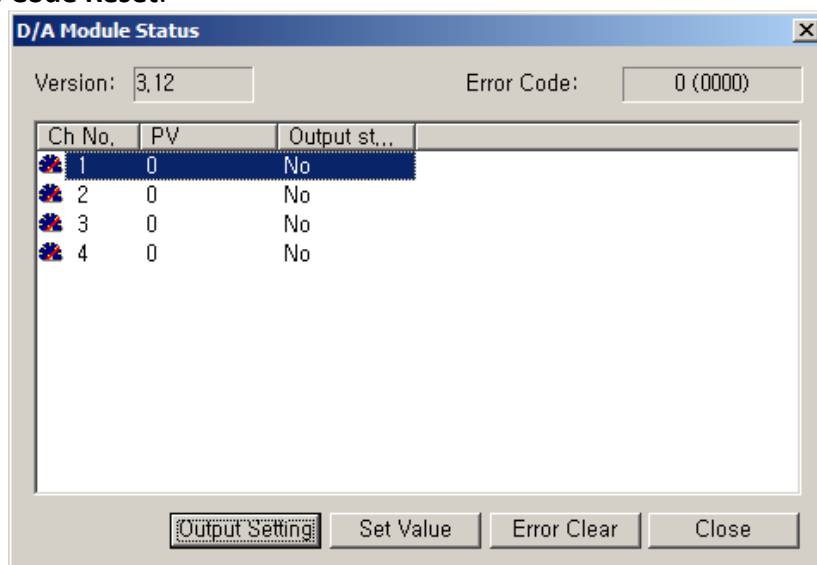 Code Reset.
D/A Module Status
Version: 3,12 Error Code: 0 (0000)
Ch No, PV Output st,,,
1 0 No
2 0 No
3 0 No
4 0 No
Output Setting Set Value Error Clear Close